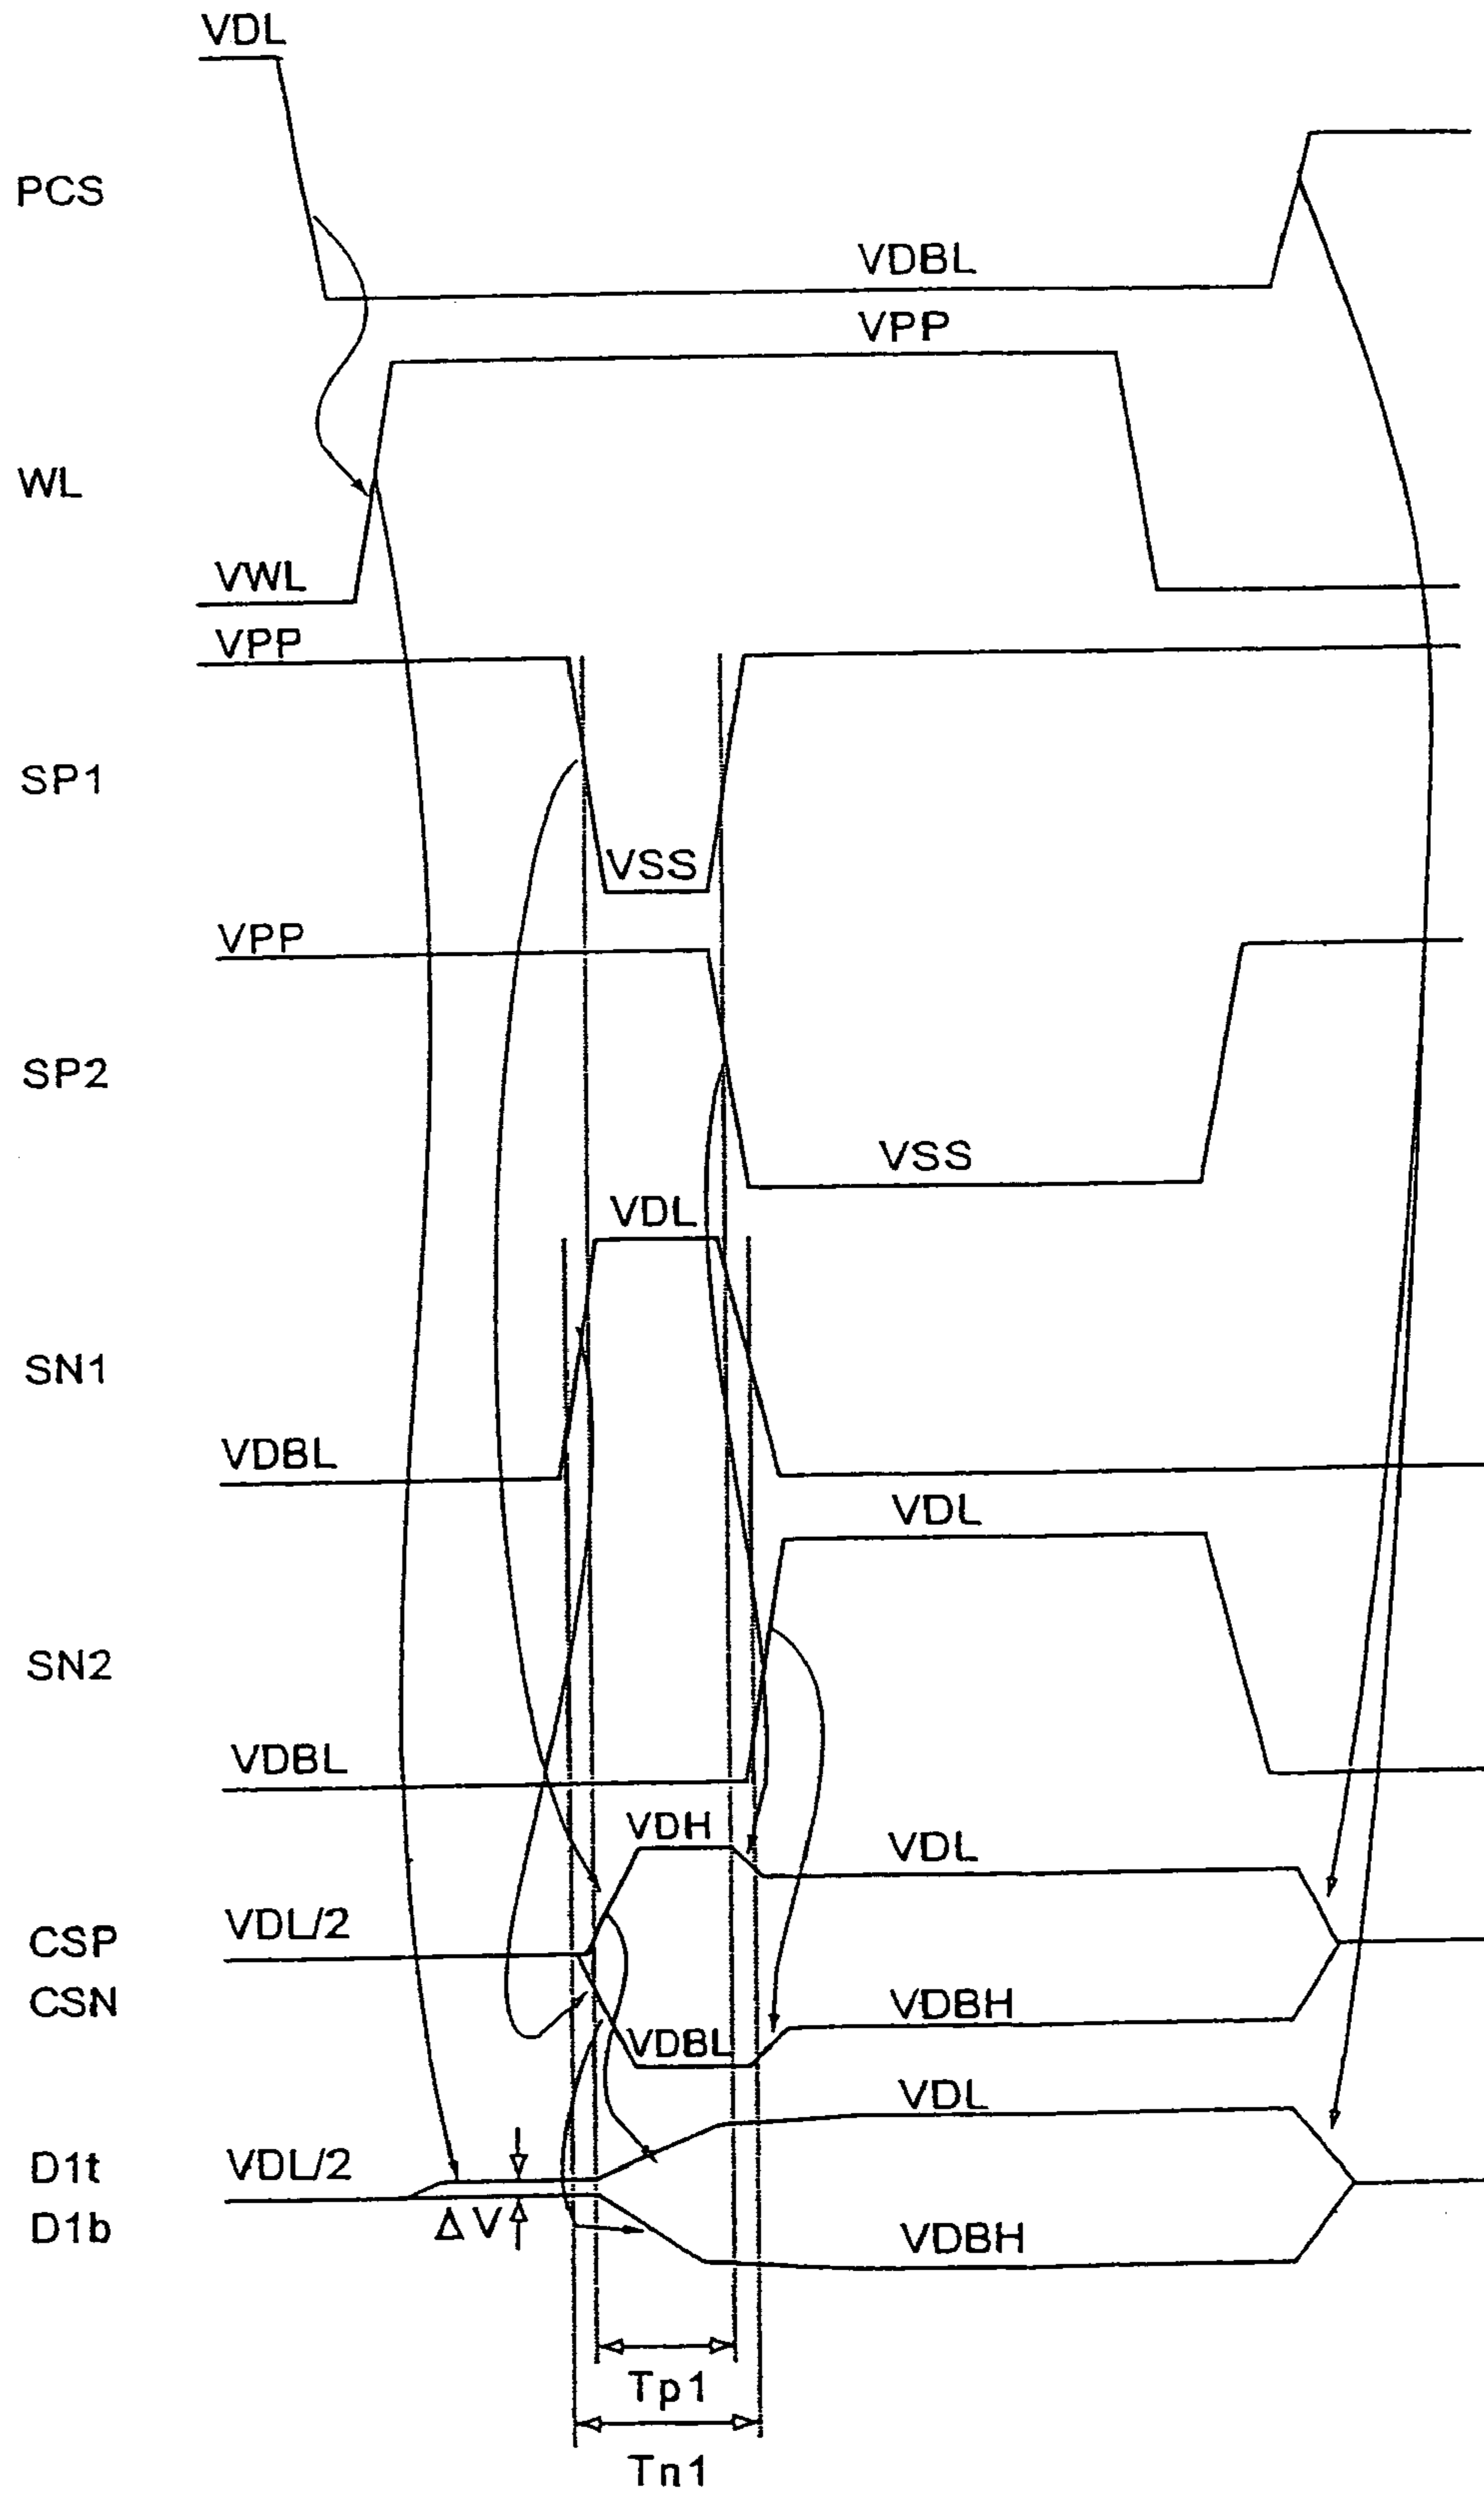 VDL
PCS
VDBL
VPP
WL
VWL
VPP
SP1
VSS
VPP
SP2
VSS
VDL
SN1
VDBL
VDL
SN2
VDBL
VDH
VDL
VDL/2
CSP
CSN
VDBH
VDBL
VDL
D1t
VDL/2
D1b
ΔV
VDBH
Tp1
Tn1